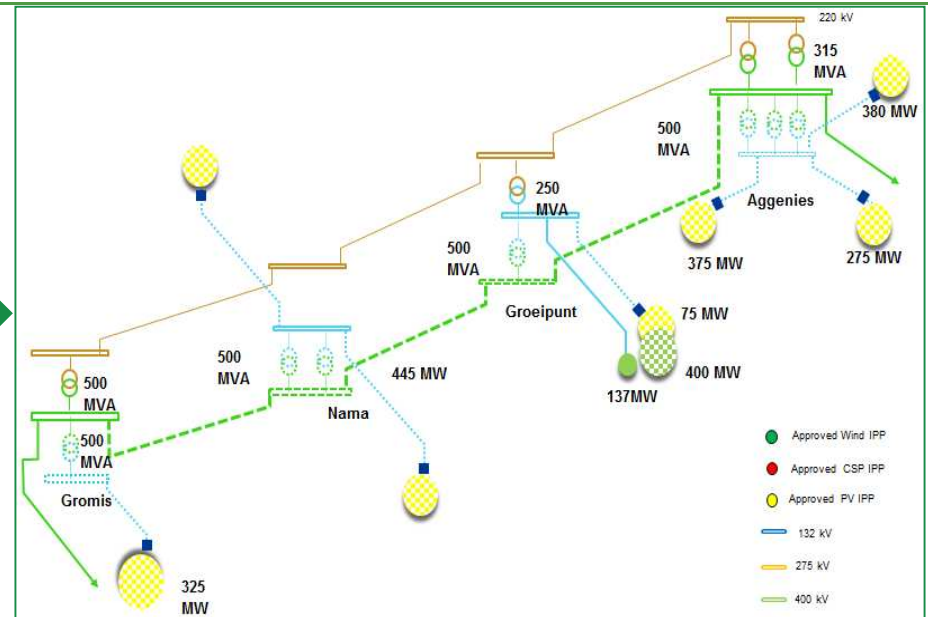 220 kV
315
MVA
380 MW
500
MVA
Aggenies
250
MVA
375 MW
275 MW
500
MVA
Groeipunt
75 MW
500
MVA
445 MW
400 MW
137MW
Nama
500
MVA
500
MVA
Gromis
325
MW
Approved Wind IPP
Approved CSP IPP
Approved PV IPP
132 kV
275 kV
400 kV